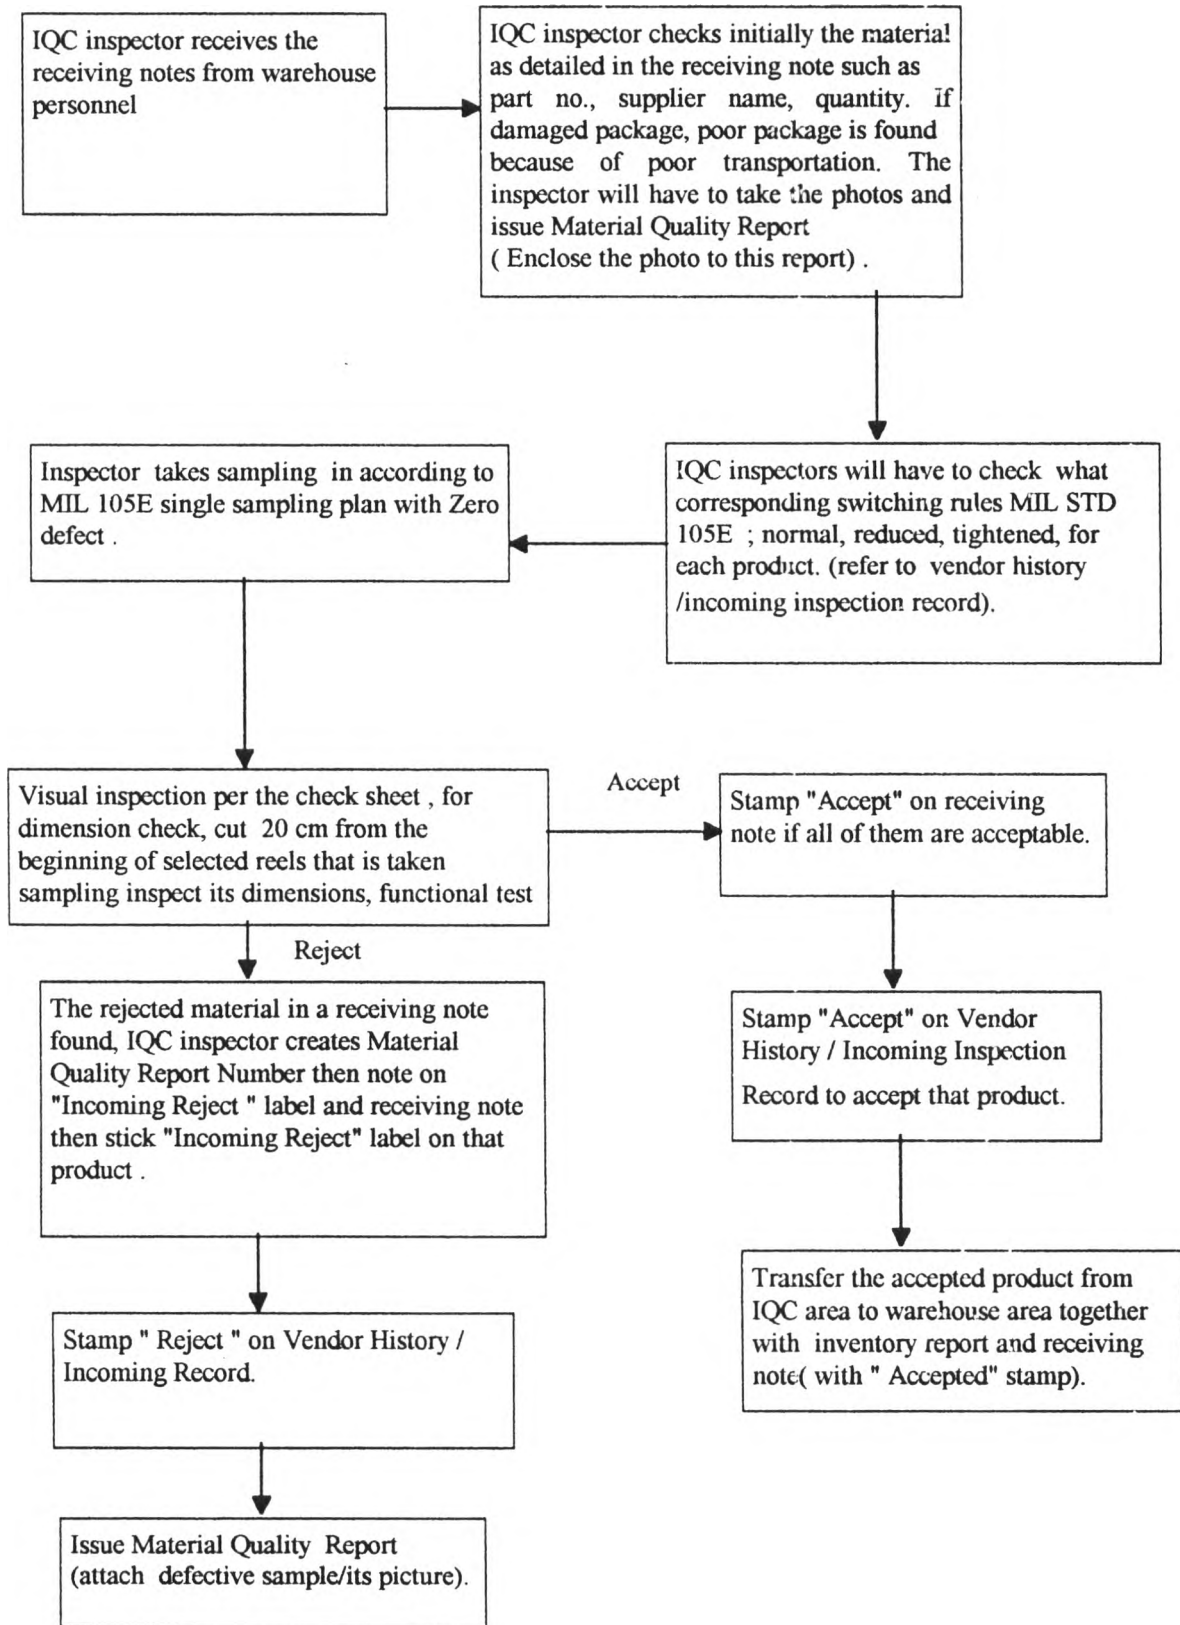 IQC inspector receives the
receiving notes from warehouse
personnel
IQC inspector checks initially the material
as detailed in the receiving note such as
part no., supplier name, quantity. If
damaged package, poor package is found
because of poor transportation. The
inspector will have to take the photos and
issue Material Quality Report
( Enclose the photo to this report) .
IQC inspectors will have to check what
corresponding switching rules MIL STD
105E ; normal, reduced, tightened, for
each product. (refer to vendor history
/incoming inspection record).
Inspector takes sampling in according to
MIL 105E single sampling plan with Zero
defect .
Visual inspection per the check sheet , for
dimension check, cut 20 cm from the
beginning of selected reels that is taken
sampling inspect its dimensions, functional test
Accept
Stamp "Accept" on receiving
note if all of them are acceptable.
Stamp "Accept" on Vendor
History / Incoming Inspection
Record to accept that product.
Transfer the accepted product from
IQC area to warehouse area together
with inventory report and receiving
note( with " Accepted" stamp).
Reject
The rejected material in a receiving note
found, IQC inspector creates Material
Quality Report Number then note on
"Incoming Reject " label and receiving note
then stick "Incoming Reject" label on that
product .
Stamp " Reject " on Vendor History /
Incoming Record.
Issue Material Quality Report
(attach defective sample/its picture).